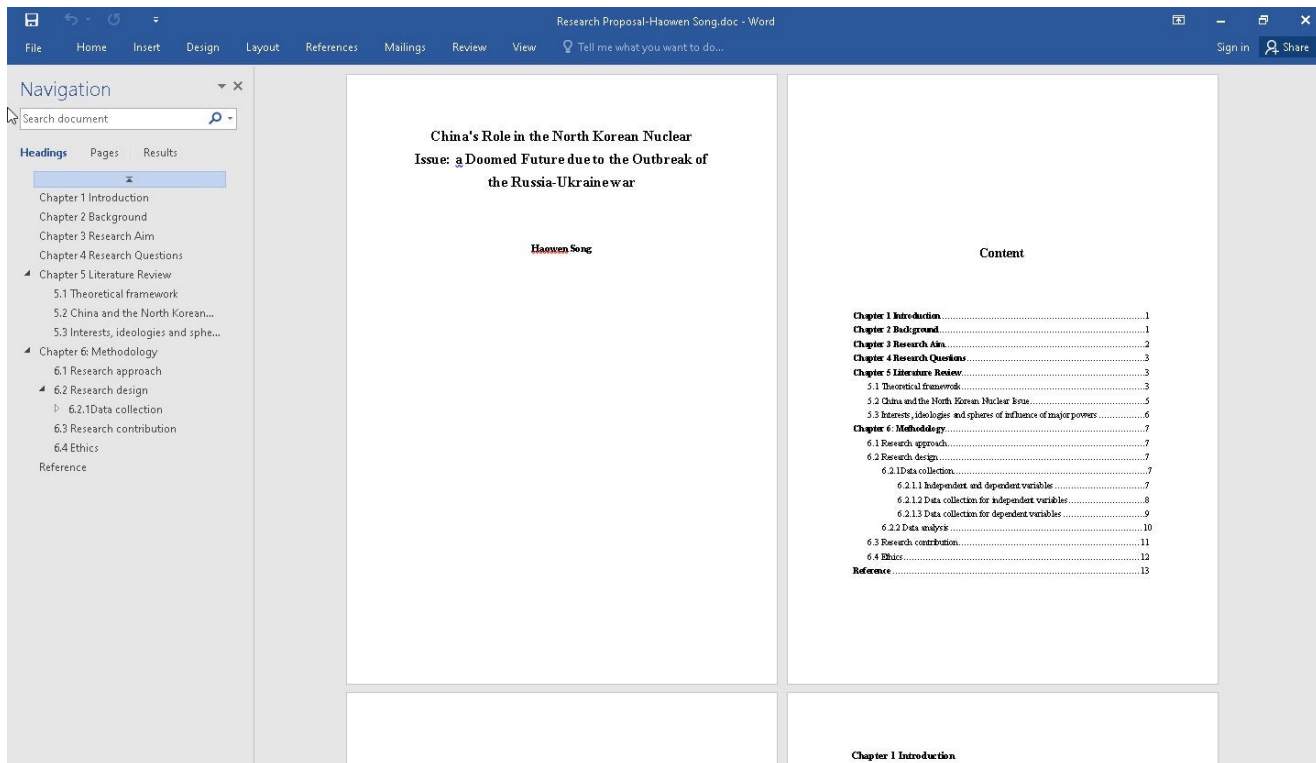 Research Proposal-Haowen Song.doc - Word
File Home Insert Design Layout References Mailings Review View Tell me what you want to do... Sign in Share
Navigation
Search document
Headings Pages Results
Chapter 1 Introduction
Chapter 2 Background
Chapter 3 Research Aim
Chapter 4 Research Questions
Chapter 5 Literature Review
5.1 Theoretical framework
5.2 China and the North Korean...
5.3 Interests, ideologies and sphe...
Chapter 6: Methodology
6.1 Research approach
6.2 Research design
6.2.1Data collection
6.3 Research contribution
6.4 Ethics
Reference
China's Role in the North Korean Nuclear
Issue: a Doomed Future due to the Outbreak of
the Russia-Ukraine war
Haowen Song
Content
Chapter 1 Introduction 1
Chapter 2 Background 1
Chapter 3 Research Aim 2
Chapter 4 Research Questions 3
Chapter 5 Literature Review 3
5.1 Theoretical framework 3
5.2 China and the North Korean Nuclear Issue 5
5.3 Interests, ideologies and spheres of influence of major powers 6
Chapter 6: Methodology 7
6.1 Research approach 7
6.2 Research design 7
6.2.1Data collection 7
6.2.1.1 Independent and dependent variables 7
6.2.1.2 Data collection for independent variables 8
6.2.1.3 Data collection for dependent variables 9
6.2.2 Data analysis 10
6.3 Research contribution 11
6.4 Ethics 12
Reference 13
Chapter 1 Introduction